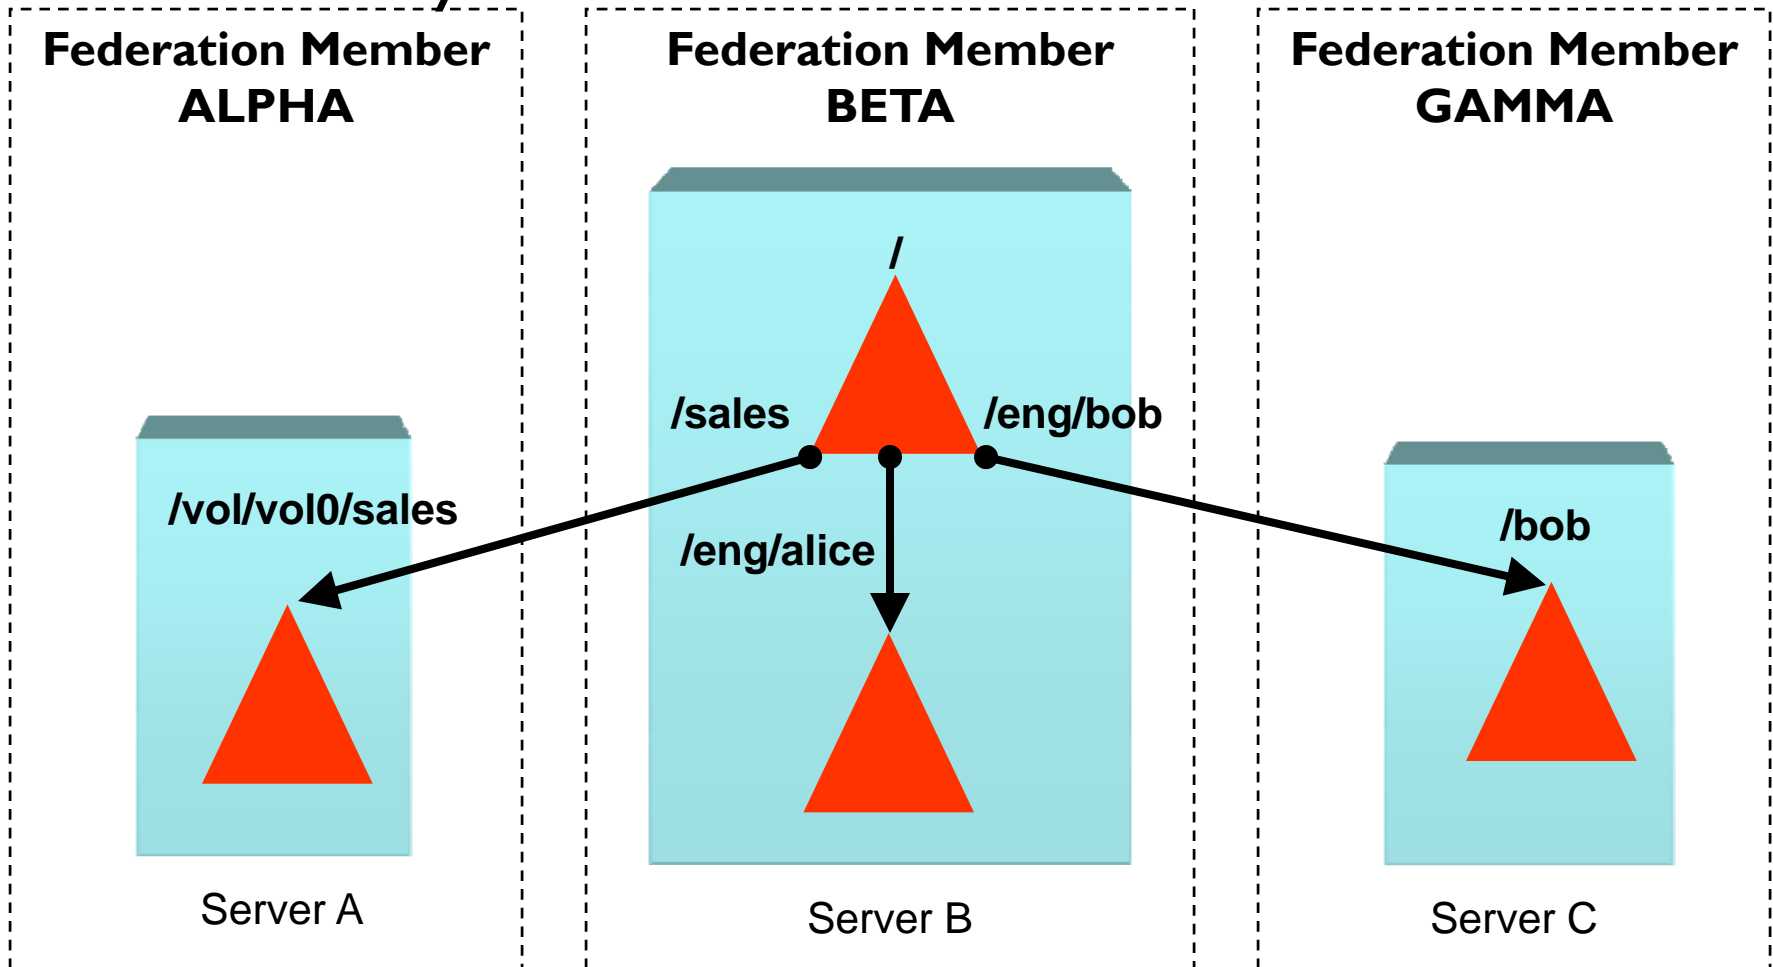 Federation Member
ALPHA
Federation Member
BETA
Federation Member
GAMMA
/
/sales
/eng/bob
/vol/vol0/sales
/eng/alice
/bob
Server A
Server B
Server C